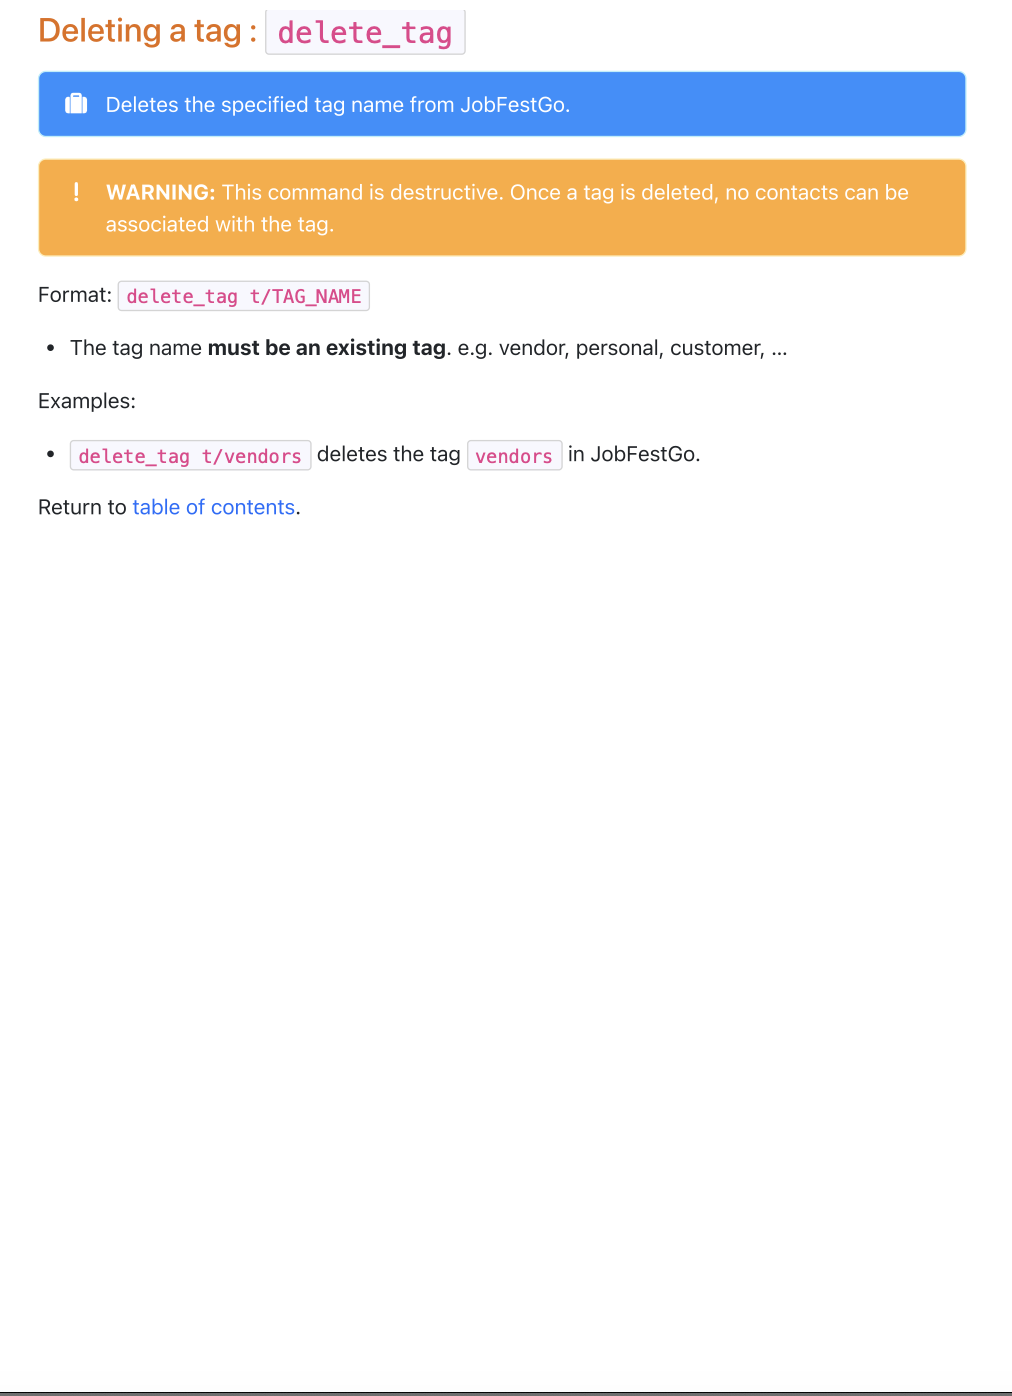 Deleting a tag : delete_tag
Deletes the specified tag name from JobFestGo.
WARNING: This command is destructive. Once a tag is deleted, no contacts can be
associated with the tag.
Format: delete_tag t/TAG_NAME
• The tag name must be an existing tag. e.g. vendor, personal, customer, ...
Examples:
• delete_tag t/vendors deletes the tag vendors in JobFestGo.
Return to table of contents.